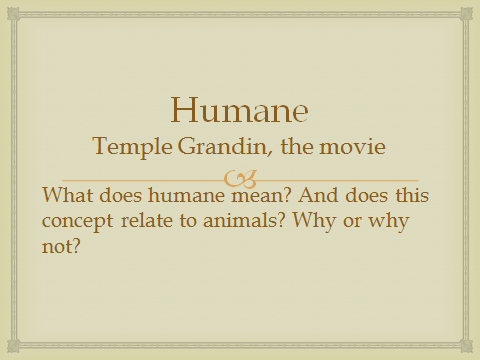 Humane
Temple Grandin, the movie
What does humane mean? And does this
concept relate to animals? Why or why
not?